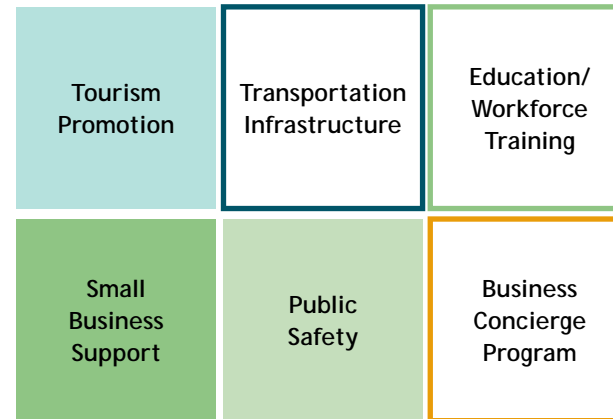 Tourism
Promotion
Transportation
Infrastructure
Education/
Workforce
Training
Small
Business
Support
Public
Safety
Business
Concierge
Program